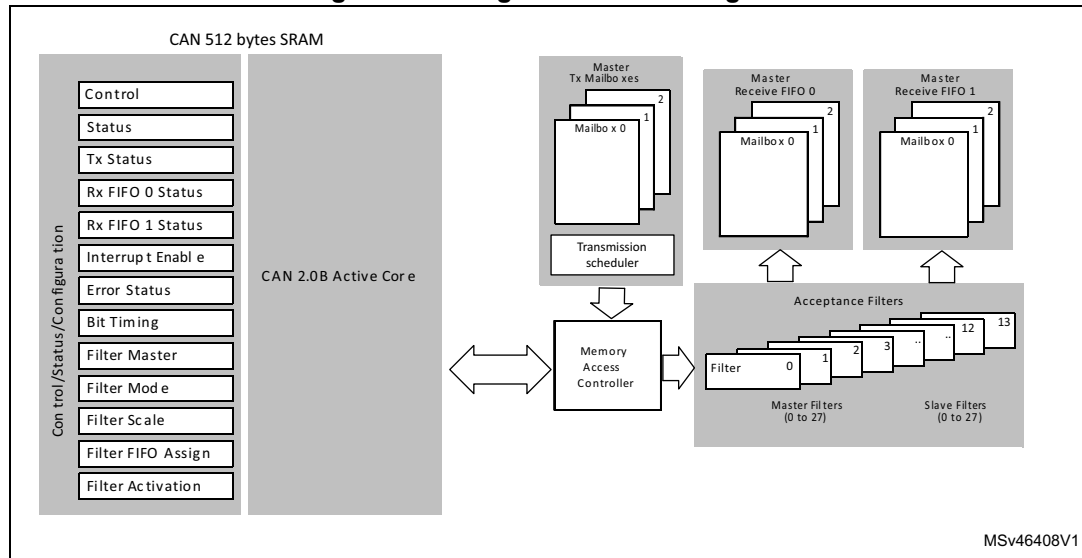 CAN 512 bytes SRAM
Control/Status/Configuration
Control
Status
Tx Status
Rx FIFO 0 Status
Rx FIFO 1 Status
Interrupt Enable
Error Status
Bit Timing
Filter Master
Filter Mode
Filter Scale
Filter FIFO Assign
Filter Activation
CAN 2.0B Active Core
Master
Tx Mailboxes
2
1
Mailbox 0
Transmission
scheduler
Memory
Access
Controller
Master
Receive FIFO 0
2
1
Mailbox 0
Master
Receive FIFO 1
2
1
Mailbox 0
Acceptance Filters
Filter 0 1 2 3 .. .. 12 13
Master Filters
(0 to 27)
Slave Filters
(0 to 27)
MSv46408V1